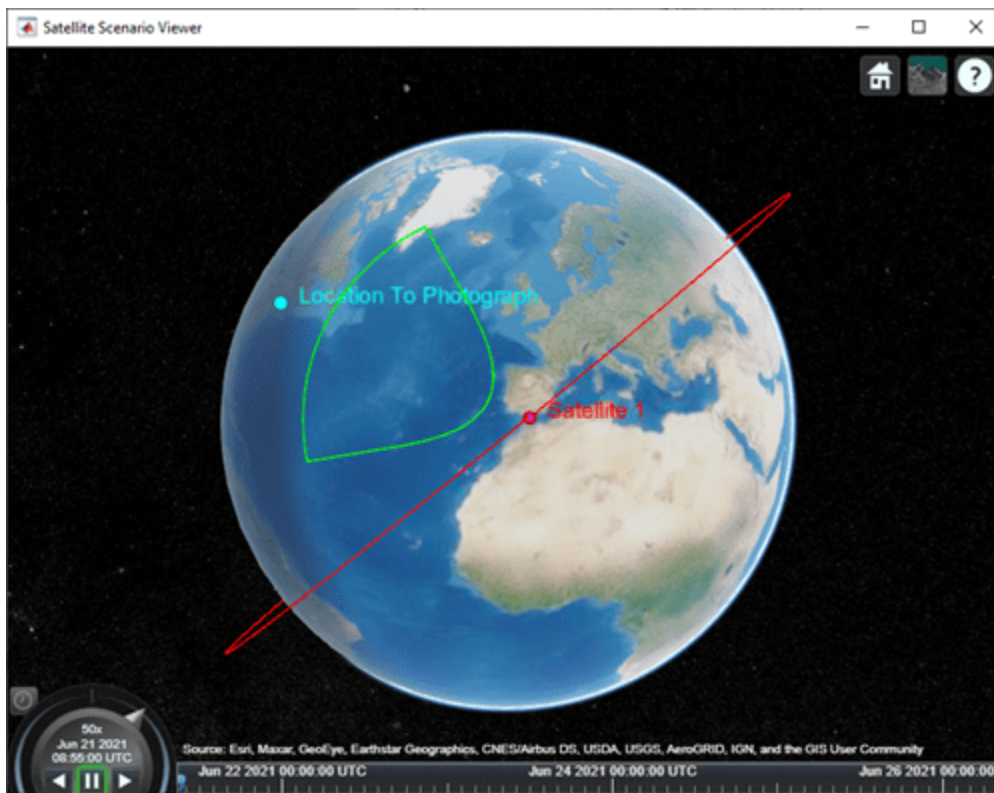 Satellite Scenario Viewer
?
Location To Photograph
Satellite 1
50x
Jun 21 2021
08:55:00 UTC
Source: Esri, Maxar, GeoEye, Earthstar Geographics, CNES/Airbus DS, USDA, USGS, AeroGRID, IGN, and the GIS User Community
Jun 22 2021 00:00:00 UTC
Jun 24 2021 00:00:00 UTC
Jun 26 2021 00:00:00